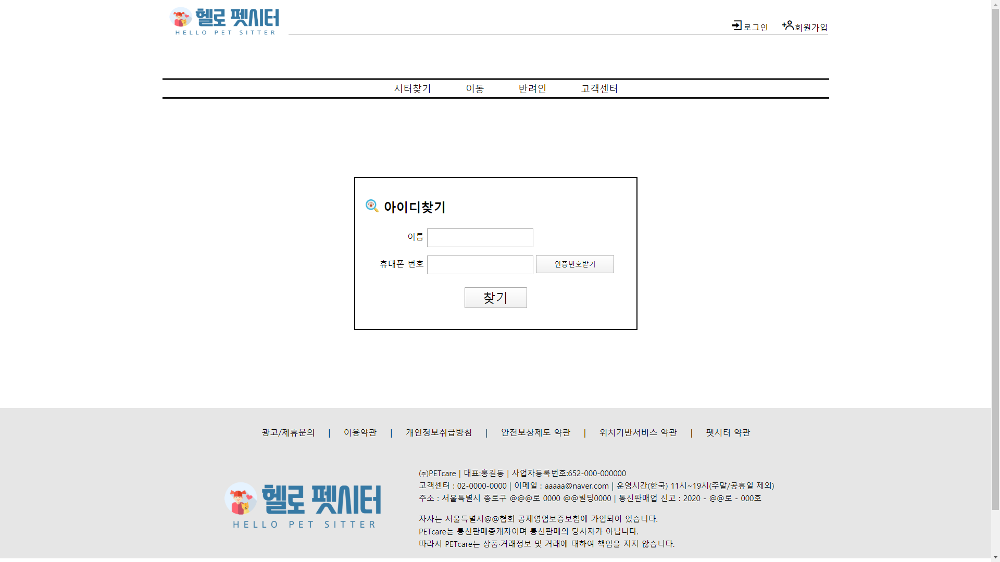 헬로 펫시터
HELLO PET SITTER
로그인 회원가입
시터찾기 이동 반려인 고객센터
아이디찾기
이름
휴대폰 번호 인증번호받기
찾기
광고/제휴문의 | 이용약관 | 개인정보취급방침 | 안전보상제도 약관 | 위치기반서비스 약관 | 펫시터 약관
헬로 펫시터
HELLO PET SITTER
㈜PETcare | 대표:홍길동 | 사업자등록번호:652-000-000000
고객센터 : 02-0000-0000 | 이메일 : aaaaa@naver.com | 운영시간(한국) 11시~19시(주말/공휴일 제외)
주소 : 서울특별시 종로구 @@@로 0000 @@빌딩0000 | 통신판매업 신고 : 2020 - @@로 - 000호
자사는 서울특별시@@협회 공제영업보증보험에 가입되어 있습니다.
PETcare는 통신판매중개자이며 통신판매의 당사자가 아닙니다.
따라서 PETcare는 상품·거래정보 및 거래에 대하여 책임을 지지 않습니다.